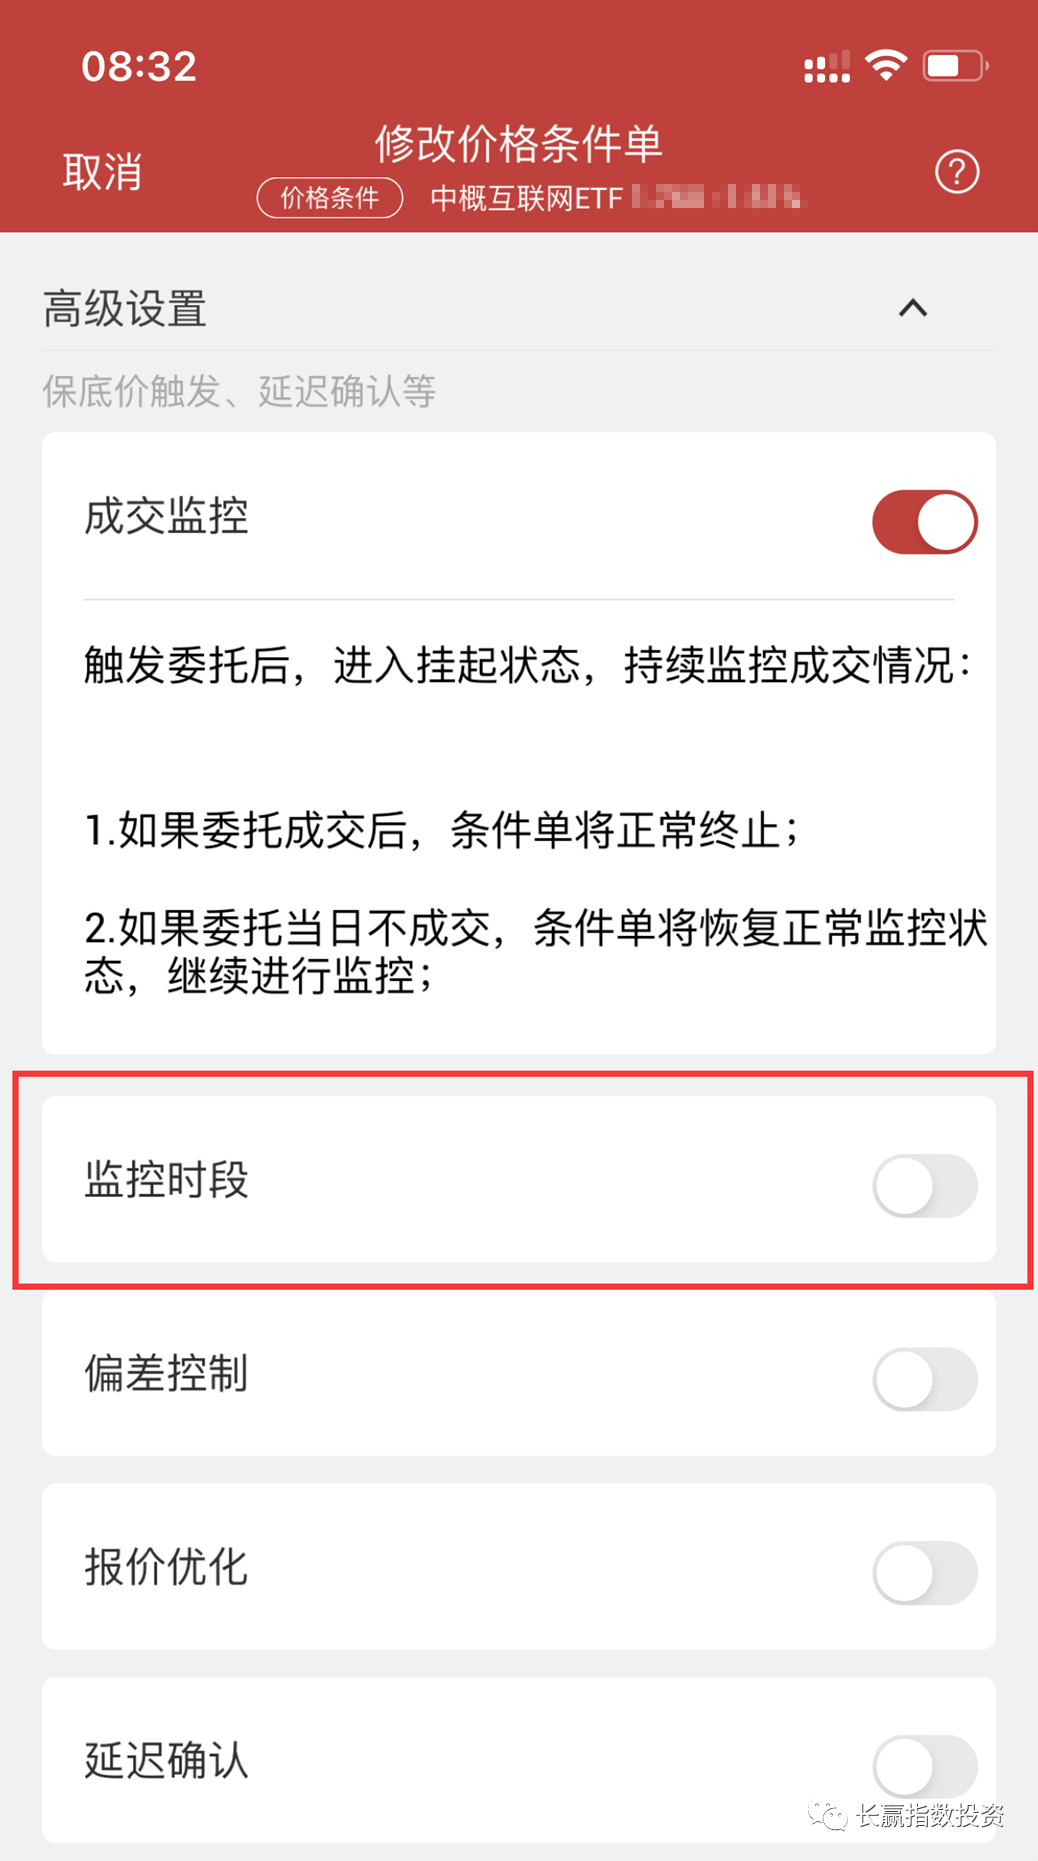 08:32
取消
修改价格条件单
价格条件 中概互联网ETF
?
高级设置
保底价触发、延迟确认等
成交监控
触发委托后，进入挂起状态，持续监控成交情况：
1.如果委托成交后，条件单将正常终止；
2.如果委托当日不成交，条件单将恢复正常监控状
态，继续进行监控；
监控时段
偏差控制
报价优化
延迟确认
长赢指数投资